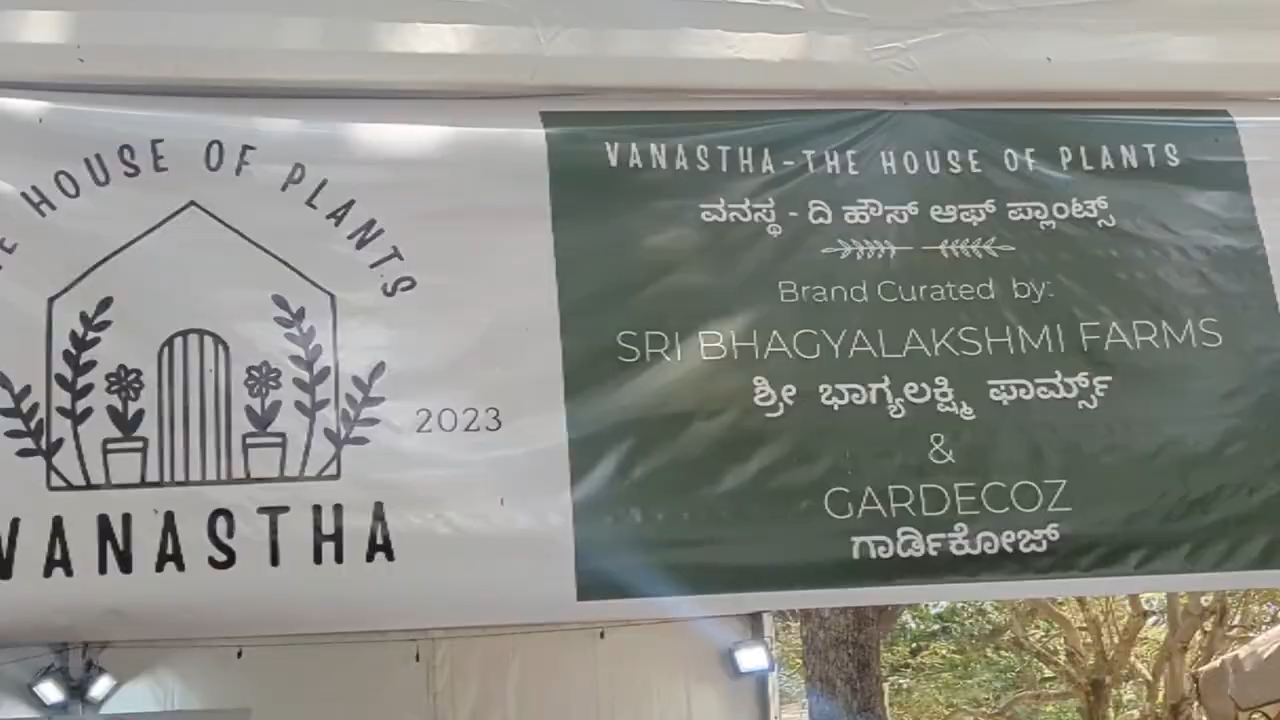 HOUSE OF PLANTS
2023
VANASTHA
VANASTHA-THE HOUSE OF PLANTS
ವನಸ್ಥ - ದಿ ಹೌಸ್ ಆಫ್ ಪ್ಲಾಂಟ್ಸ್
Brand Curated by:
SRI BHAGYALAKSHMI FARMS
ಶ್ರೀ ಭಾಗ್ಯಲಕ್ಷ್ಮಿ ಫಾರ್ಮ್ಸ್
&
GARDECOZ
ಗಾರ್ಡಿಕೋಜ್